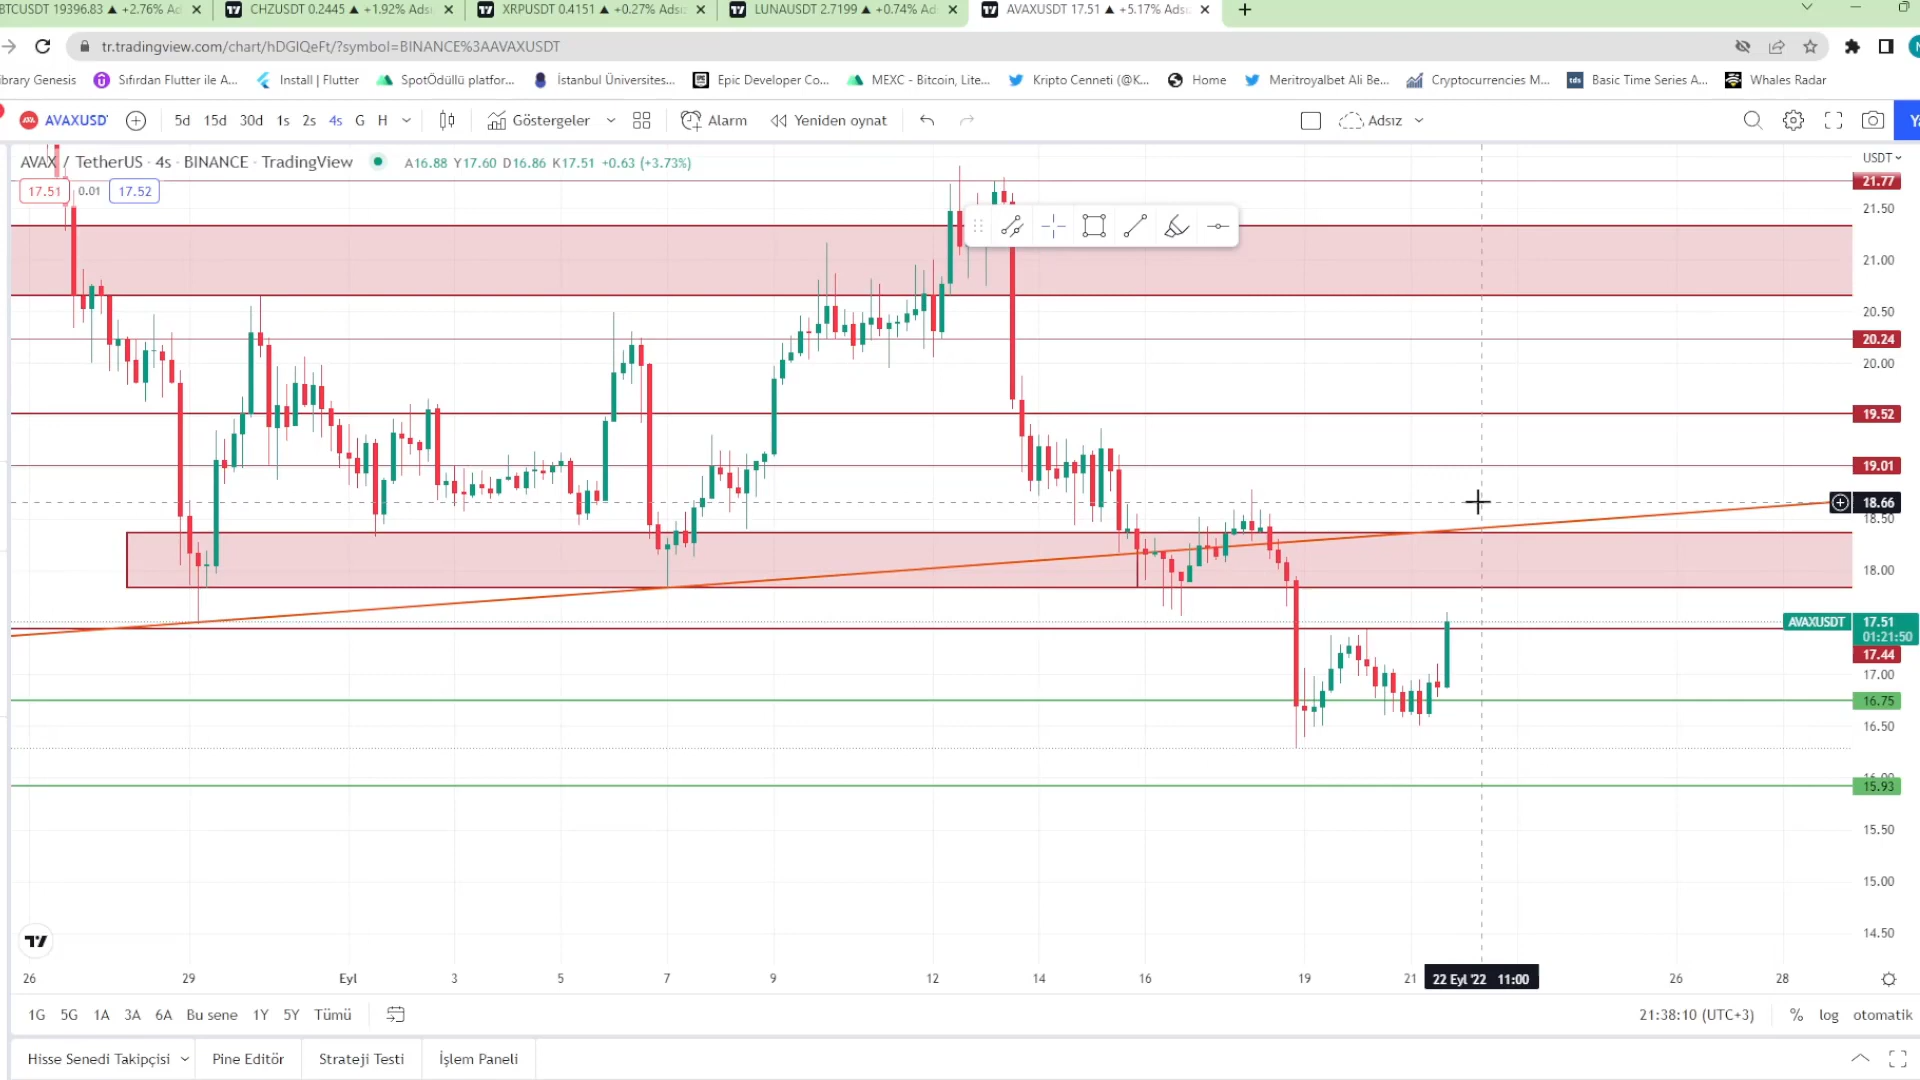 BTCUSDT 19396.83 ▲ +2.76% Ad
CHZUSDT 0.2445 ▲ +1.92% Ads
XRPUSDT 0.4151 ▲ +0.27% Ads
LUNAUSDT 2.7199 ▲ +0.74% Ad
AVAXUSDT 17.51 ▲ +5.17% Ads
tr.tradingview.com/chart/hDGIQeFt/?symbol=BINANCE%3AAVAXUSDT
ibrary Genesis
Sıfırdan Flutter ile A...
Install | Flutter
SpotÖdüllü platfor...
İstanbul Üniversites...
Epic Developer Co...
MEXC - Bitcoin, Lite...
Kripto Cenneti (@K...
Home
Meritroyalbet Ali Be...
Cryptocurrencies M...
tds Basic Time Series A...
Whales Radar
AVAXUSD
5d 15d 30d 1s 2s 4s G H
Göstergeler
Alarm
Yeniden oynat
Adsız
AVAX / TetherUS · 4s · BINANCE · TradingView
A16.88 Y17.60 D16.86 K17.51 +0.63 (+3.73%)
17.51 0.01 17.52
USDT
21.77
21.50
21.00
20.50
20.24
20.00
19.52
19.01
18.66
18.50
18.00
AVAXUSDT 17.51
01:21:50
17.44
17.00
16.75
16.50
16.00
15.93
15.50
15.00
14.50
26 29 Eyl 3 5 7 9 12 14 16 19 21 22 Eyl '22 11:00 26 28
1G 5G 1A 3A 6A Bu sene 1Y 5Y Tümü
21:38:10 (UTC+3) % log otomatik
Hisse Senedi Takipçisi
Pine Editör
Strateji Testi
İşlem Paneli